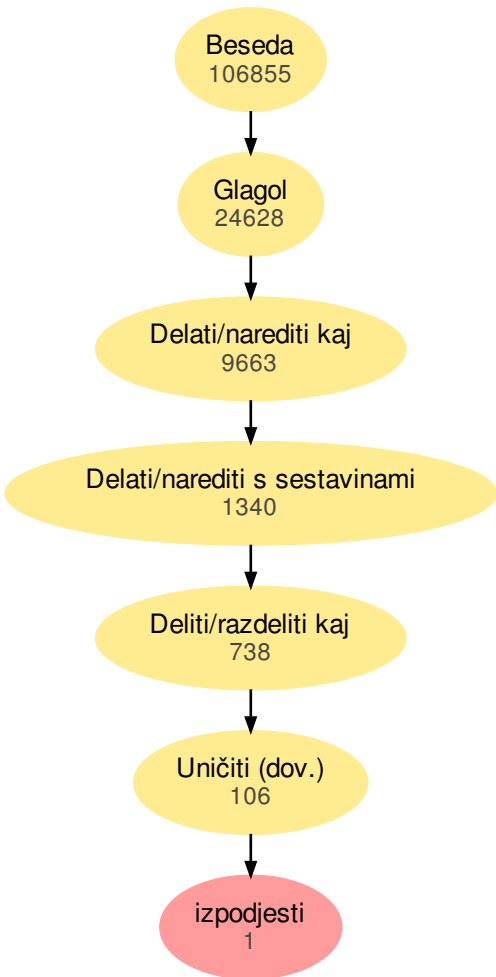 Beseda
106855
Glagol
24628
Delati/narediti kaj
9663
Delati/narediti s sestavinami
1340
Deliti/razdeliti kaj
738
Uničiti (dov.)
106
izpodjesti
1